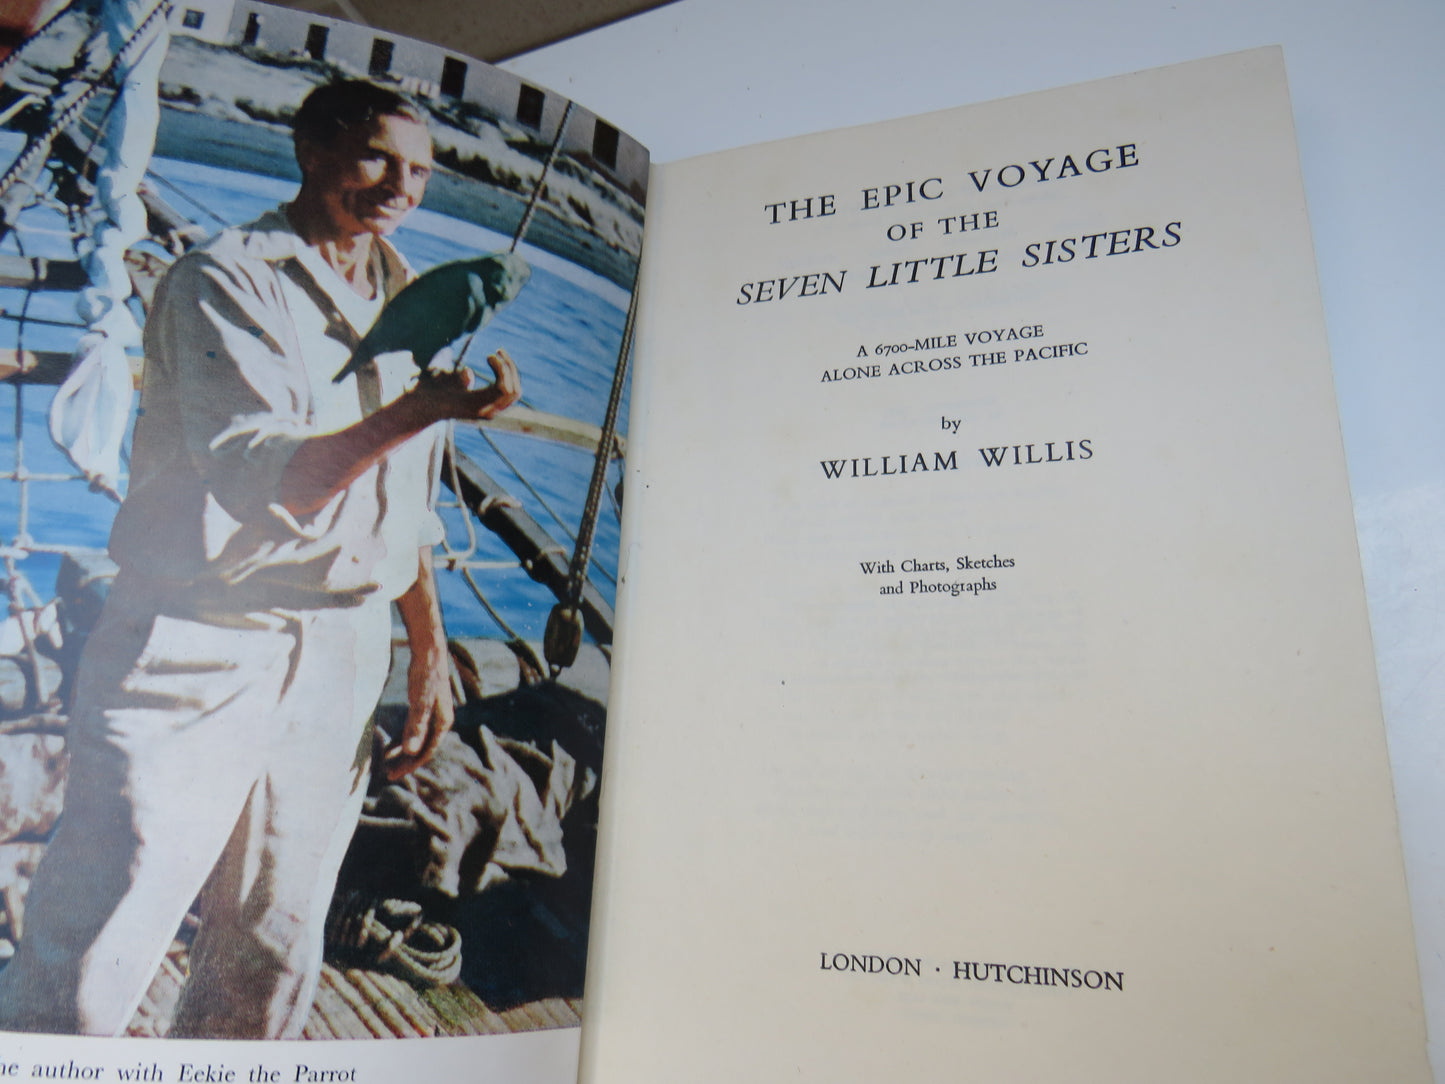 author with Eekie the Parrot
THE EPIC VOYAGE
OF THE
SEVEN LITTLE SISTERS
A 6700-MILE VOYAGE
ALONE ACROSS THE PACIFIC
by
WILLIAM WILLIS
With Charts, Sketches
and Photographs
LONDON · HUTCHINSON